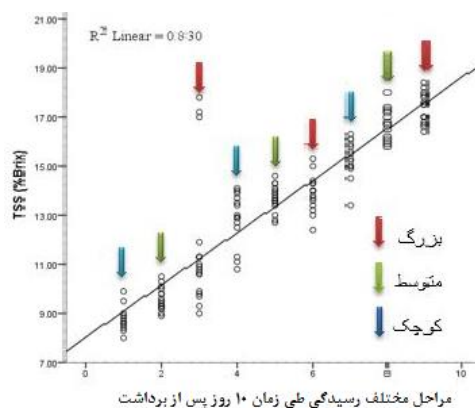 21.00
R² Linear = 0.830
19.00
17.00
15.00
13.00
11.00
9.00
7.00
TSS (%Brix)
بزرگ
متوسط
کوچک
0 2 4 6 8 10
مراحل مختلف رسیدگی طی زمان ۱۰ روز پس از برداشت